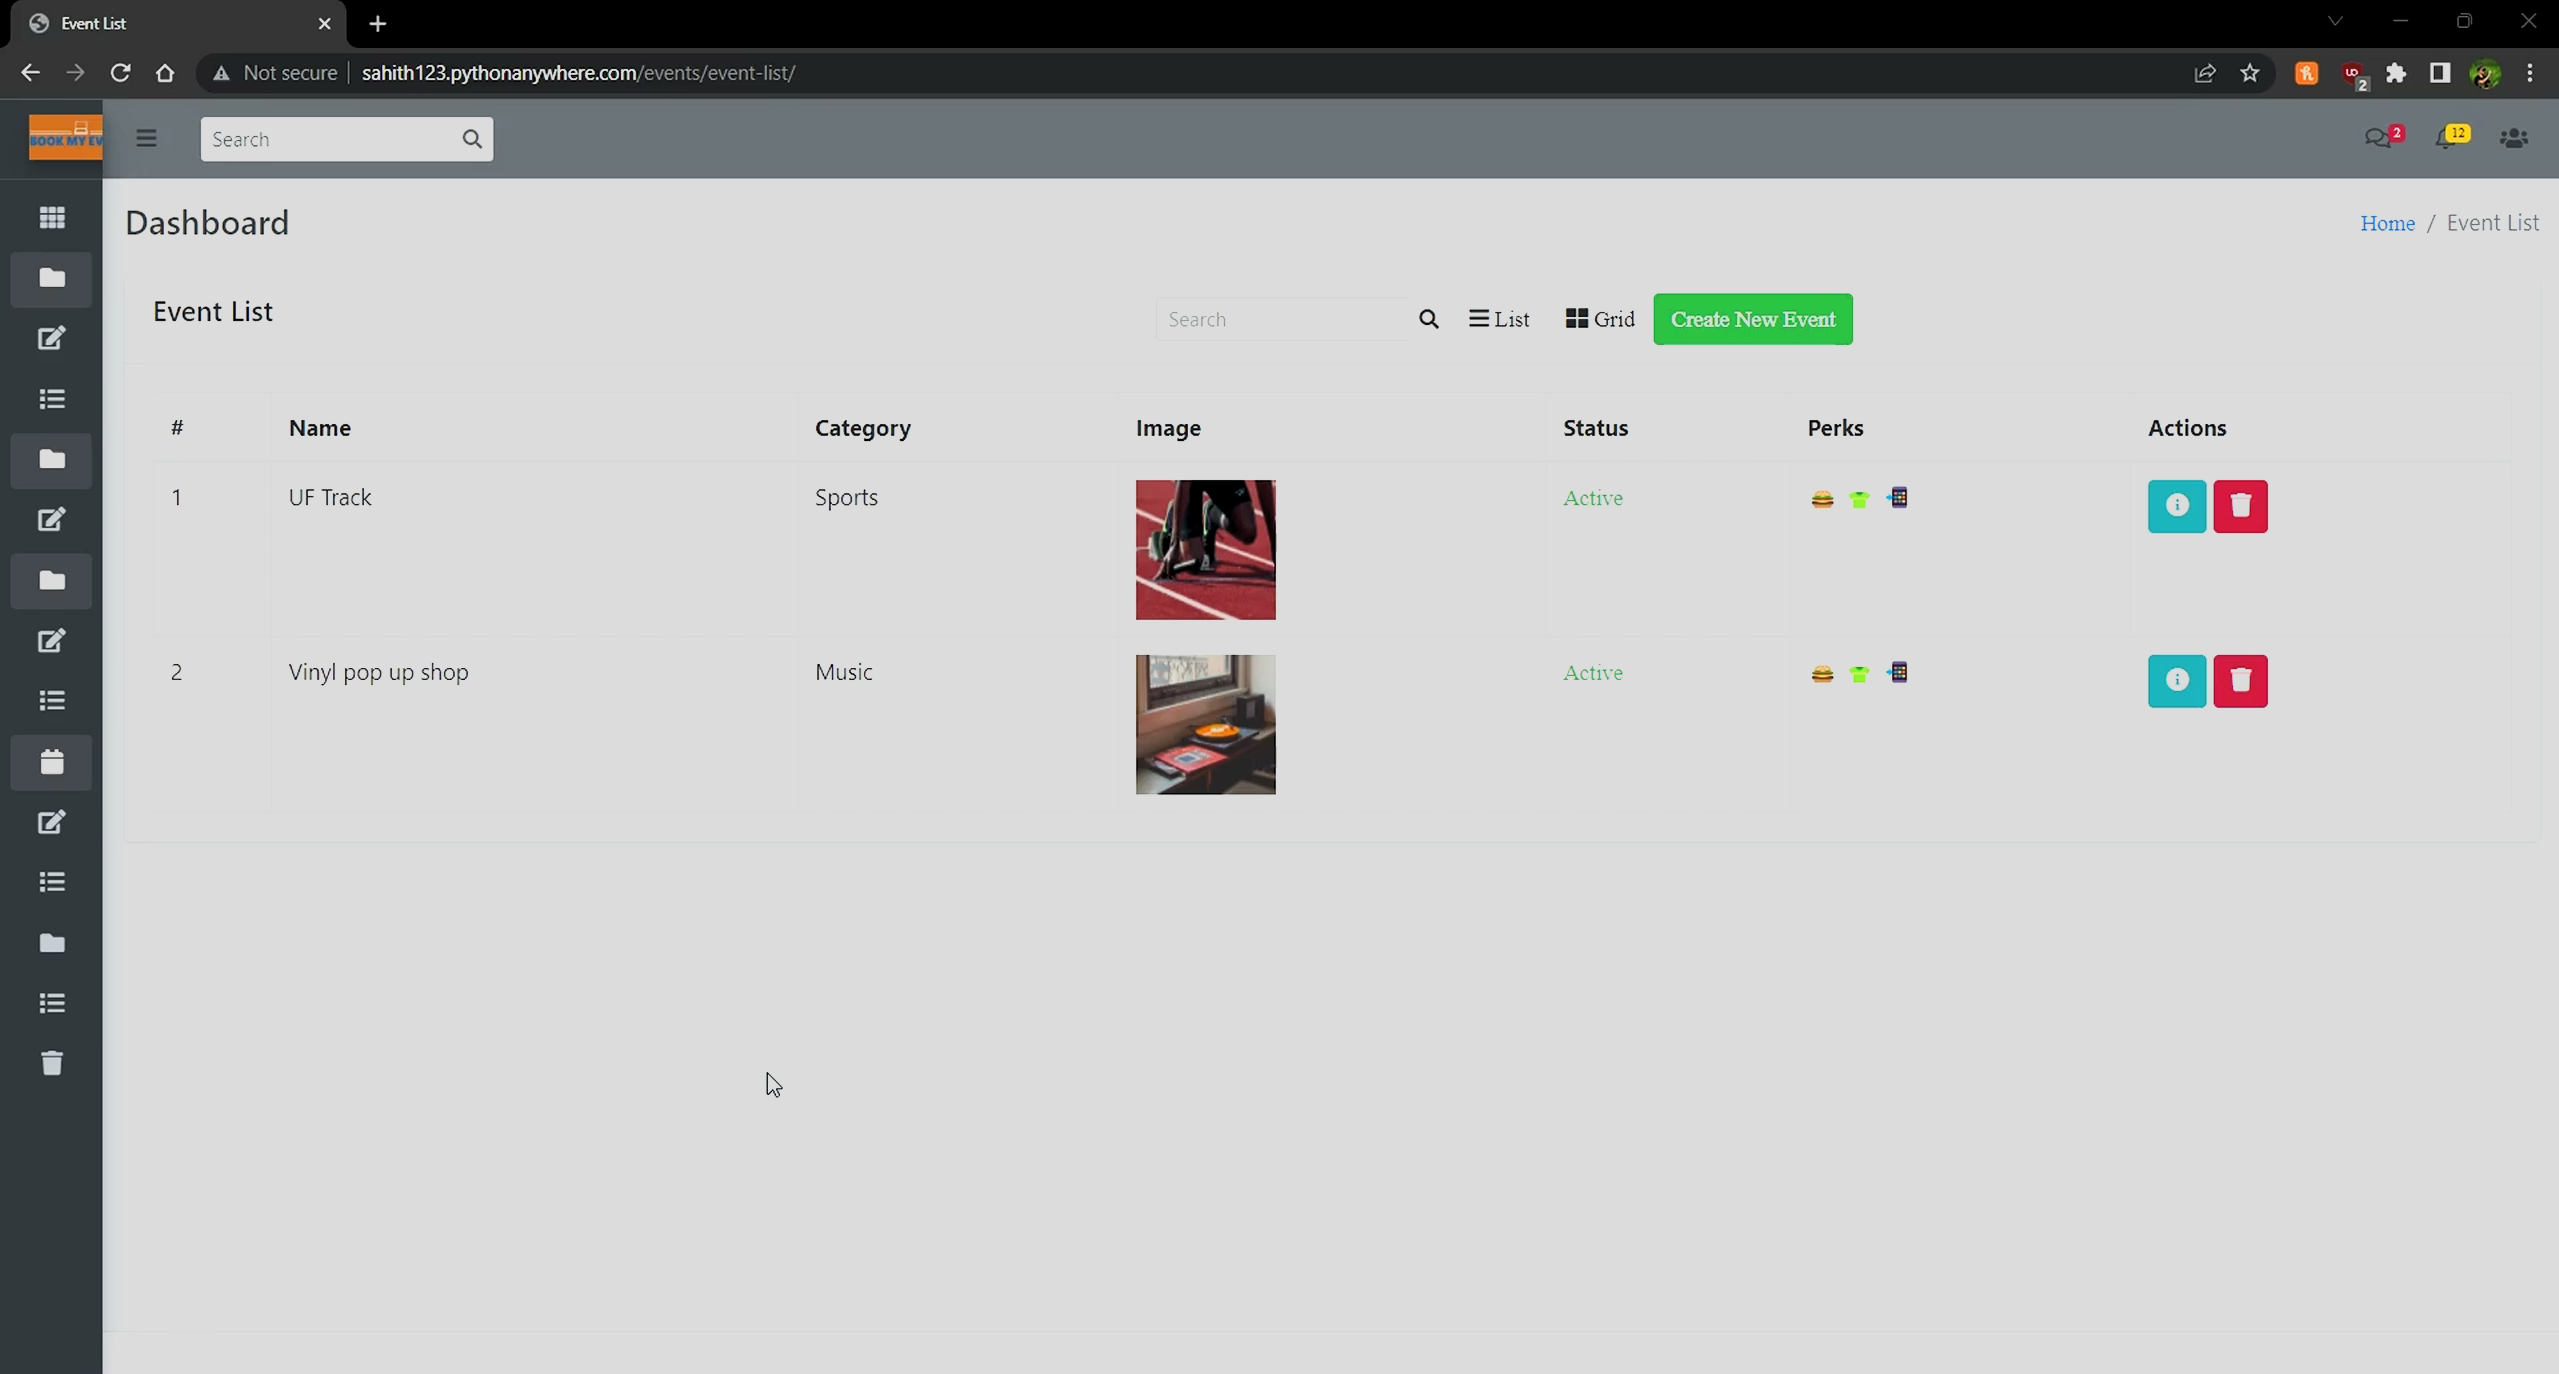 Event List
Not secure
sahith123.pythonanywhere.com/events/event-list/
2
BOOK MY EV
Search
2
12
Dashboard
Home / Event List
Event List
Search
List
Grid
Create New Event
# Name Category Image Status Perks Actions
1 UF Track Sports Active
2 Vinyl pop up shop Music Active